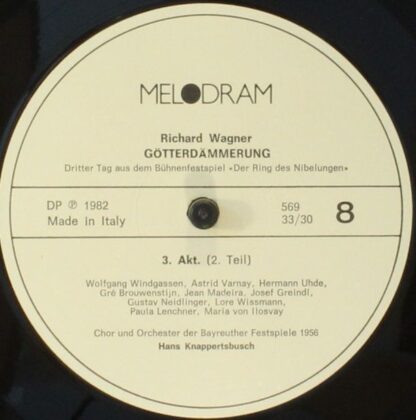 MELODRAM
Richard Wagner
GÖTTERDÄMMERUNG
Dritter Tag aus dem Bühnenfestspiel «Der Ring des Nibelungen»
DP ℗ 1982
Made in Italy
569
33/30
8
3. Akt. (2. Teil)
Wolfgang Windgassen, Astrid Varnay, Hermann Uhde,
Gré Brouwenstijn, Jean Madeira, Josef Greindl,
Gustav Neidlinger, Lore Wissmann,
Paula Lenchner, Maria von Ilosvay
Chor und Orchester der Bayreuther Festspiele 1956
Hans Knappertsbusch